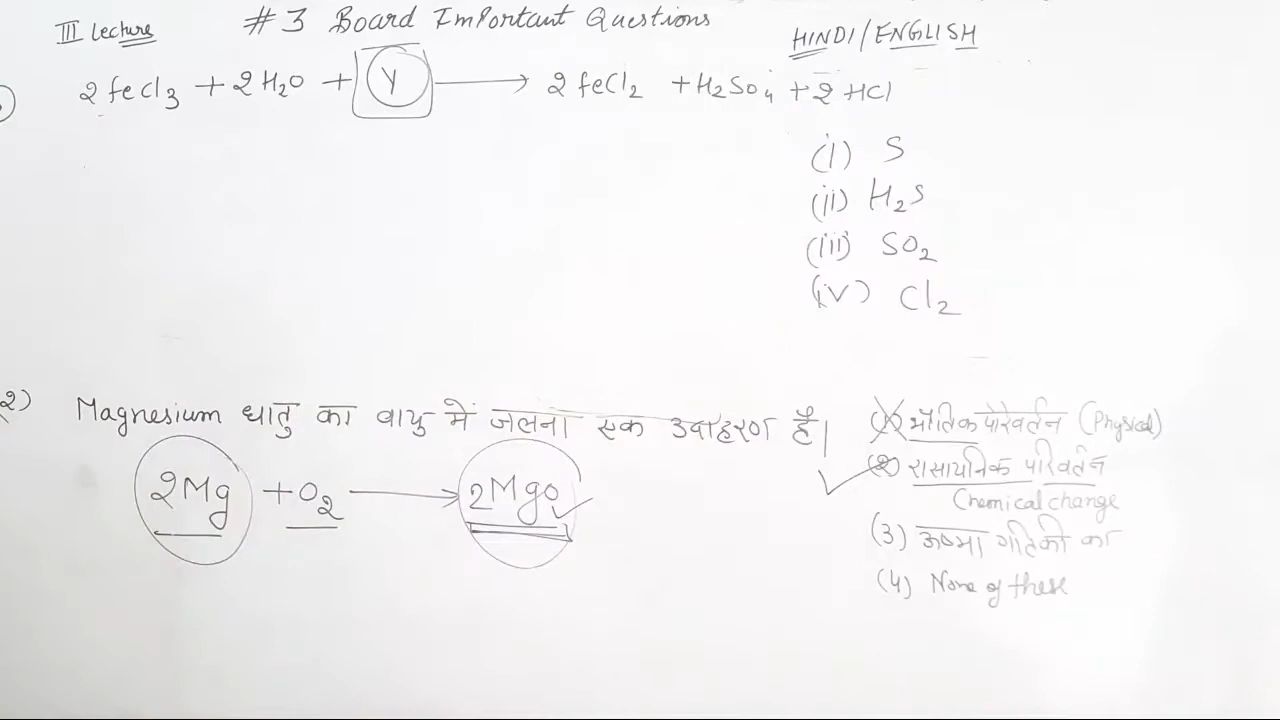 III Lecture
#3 Board Important Questions
HINDI/ENGLISH
2 feCl3 + 2 H2O + Y → 2 feCl2 + H2SO4 + 2 HCl
(i) S
(ii) H2S
(iii) SO2
(iv) Cl2
2) Magnesium धातु का वायु में जलना एक उदाहरण है।
(1) भौतिक परिवर्तन (Physical)
(2) रासायनिक परिवर्तन
Chemical change
(3) ऊष्मा गतिकी का
(4) None of these
2Mg + O2 → 2MgO